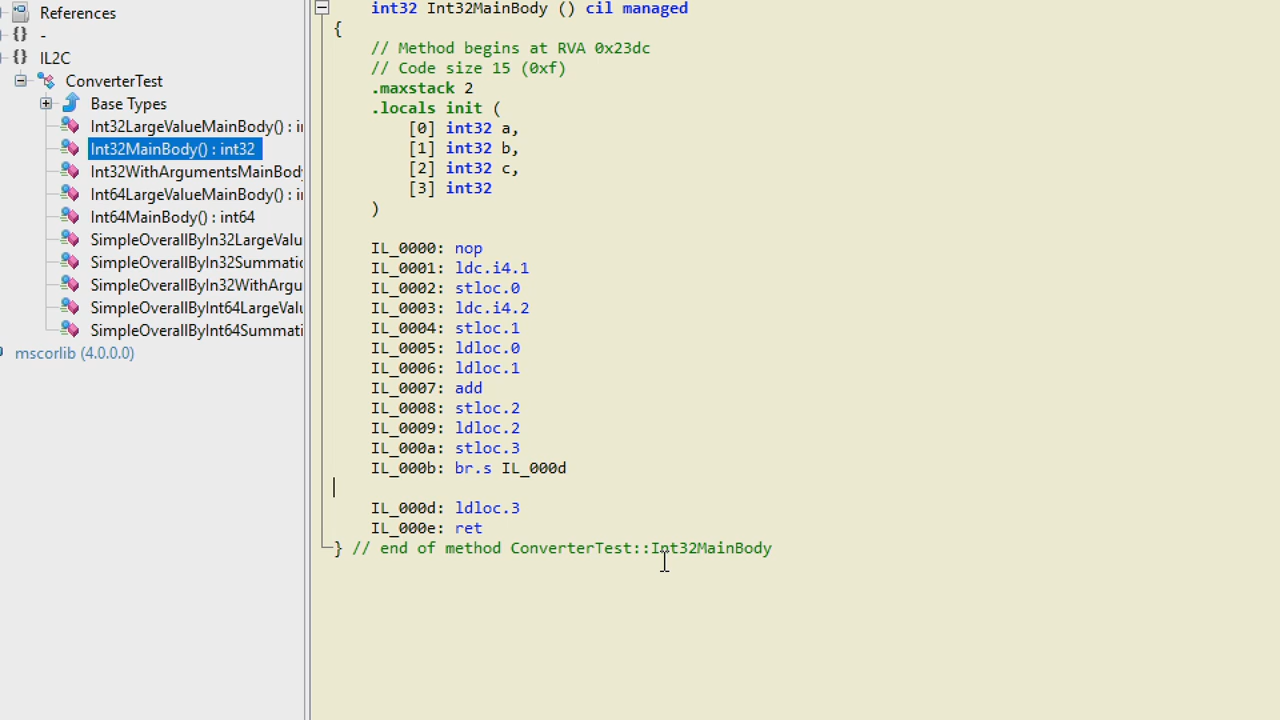 References
{} -
{} IL2C
ConverterTest
Base Types
Int32LargeValueMainBody() : i
Int32MainBody() : int32
Int32WithArgumentsMainBod
Int64LargeValueMainBody() : i
Int64MainBody() : int64
SimpleOverallByIn32LargeValu
SimpleOverallByIn32Summatic
SimpleOverallByIn32WithArgu
SimpleOverallByInt64LargeValu
SimpleOverallByInt64Summati
mscorlib (4.0.0.0)
int32 Int32MainBody () cil managed
{
// Method begins at RVA 0x23dc
// Code size 15 (0xf)
.maxstack 2
.locals init (
[0] int32 a,
[1] int32 b,
[2] int32 c,
[3] int32
)
IL_0000: nop
IL_0001: ldc.i4.1
IL_0002: stloc.0
IL_0003: ldc.i4.2
IL_0004: stloc.1
IL_0005: ldloc.0
IL_0006: ldloc.1
IL_0007: add
IL_0008: stloc.2
IL_0009: ldloc.2
IL_000a: stloc.3
IL_000b: br.s IL_000d
IL_000d: ldloc.3
IL_000e: ret
} // end of method ConverterTest::Int32MainBody